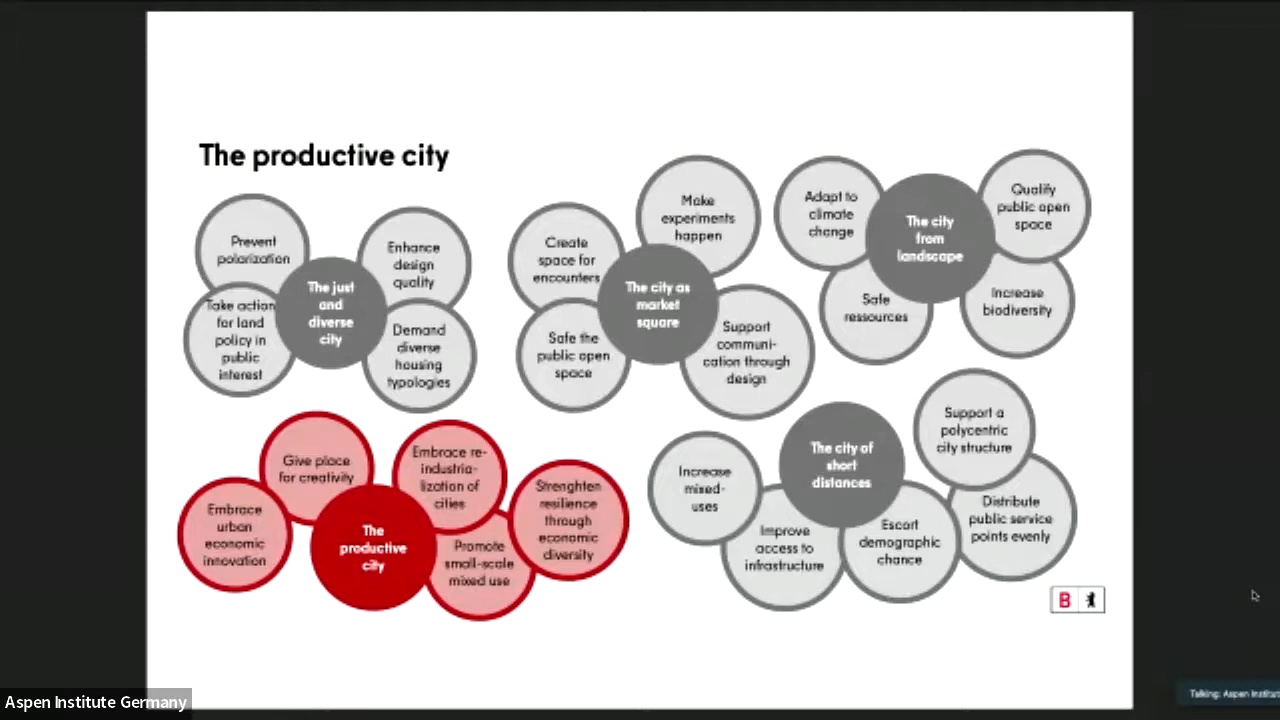 The productive city
Prevent
polarization
Enhance
design
quality
The just
and
diverse
city
Take action
for land
policy in
public
interest
Demand
diverse
housing
typologies
Make
experiments
happen
Create
space for
encounters
The city as
market
square
Safe the
public open
space
Support
communi-
cation through
design
Adapt to
climate
change
The city
from
landscape
Qualify
public open
space
Safe
ressources
Increase
biodiversity
Give place
for creativity
Embrace re-
industria-
lization of
cities
Embrace
urban
economic
innovation
The
productive
city
Promote
small-scale
mixed use
Strenghten
resilience
through
economic
diversity
Increase
mixed-
uses
The city of
short
distances
Support a
polycentric
city structure
Improve
access to
infrastructure
Escort
demographic
chance
Distribute
public service
points evenly
B
Aspen Institute Germany
Talking: Aspen Institut